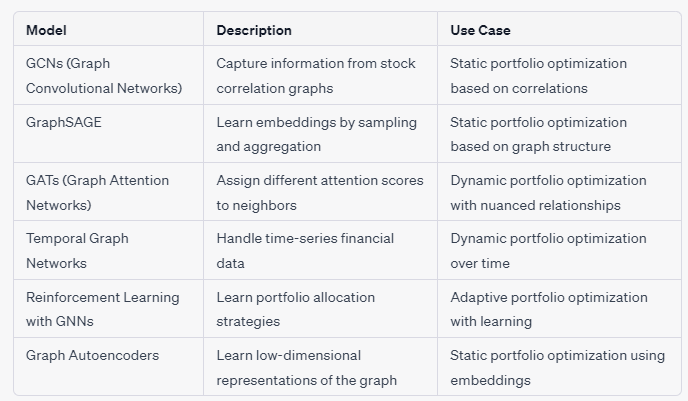 Model Description Use Case
GCNs (Graph Capture information from stock Static portfolio optimization
Convolutional Networks) correlation graphs based on correlations
GraphSAGE Learn embeddings by sampling Static portfolio optimization
and aggregation based on graph structure
GATs (Graph Attention Assign different attention scores Dynamic portfolio optimization
Networks) to neighbors with nuanced relationships
Temporal Graph Handle time-series financial Dynamic portfolio optimization
Networks data over time
Reinforcement Learning Learn portfolio allocation Adaptive portfolio optimization
with GNNs strategies with learning
Graph Autoencoders Learn low-dimensional Static portfolio optimization using
representations of the graph embeddings